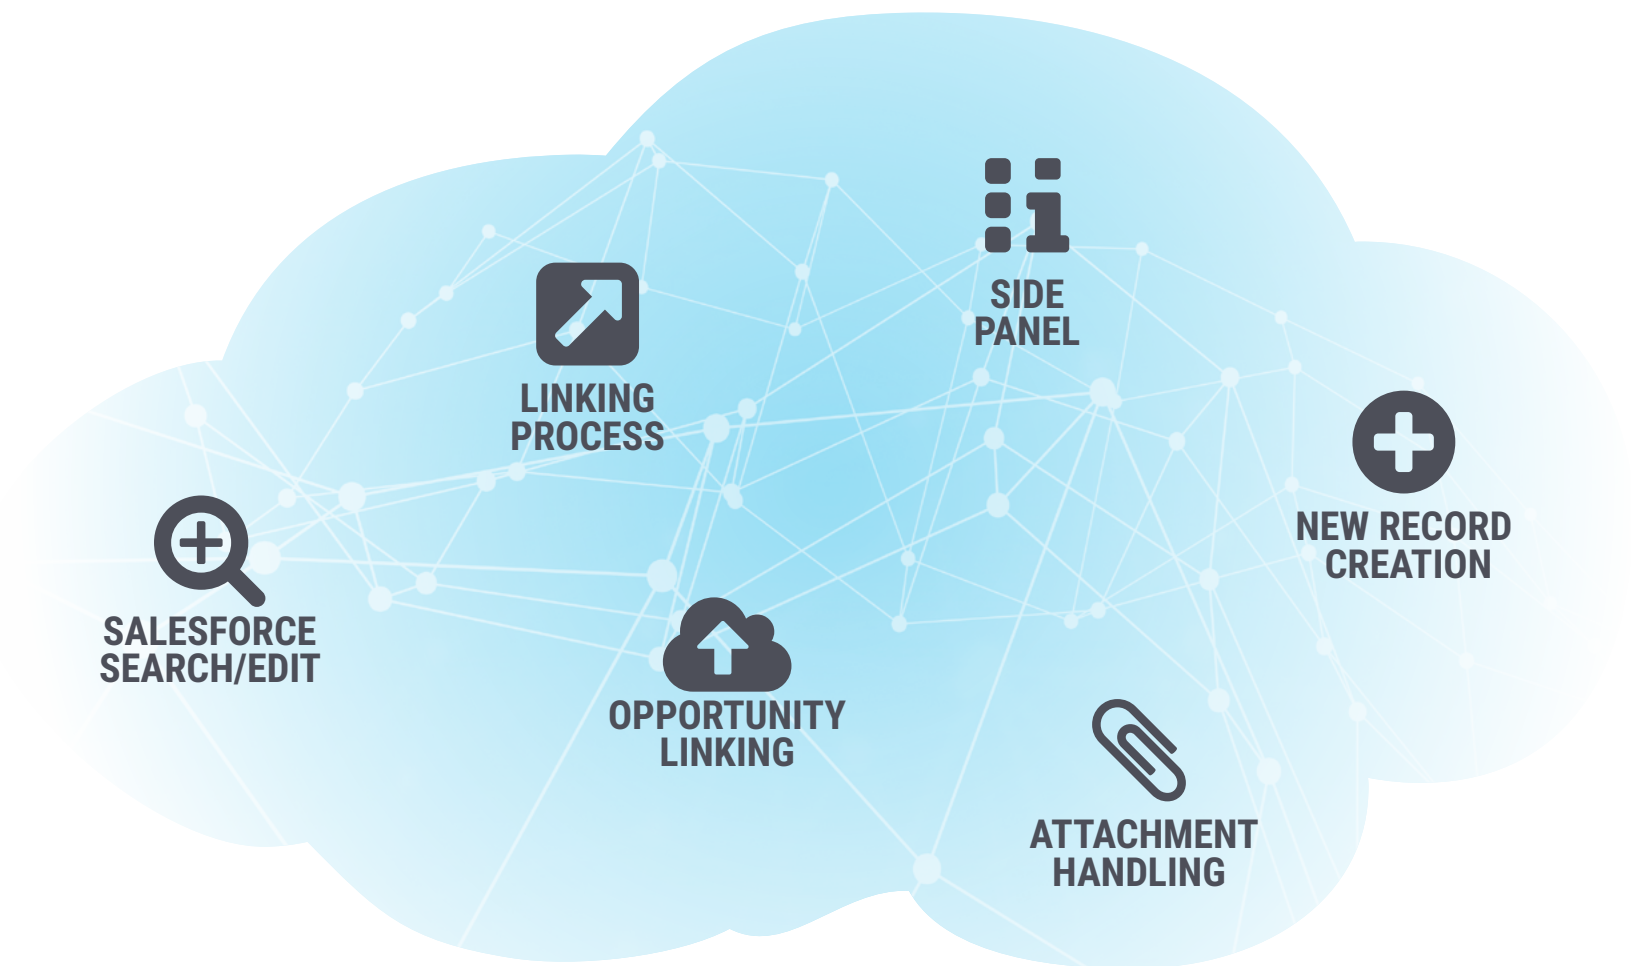 SIDE
PANEL
LINKING
PROCESS
NEW RECORD
CREATION
SALESFORCE
SEARCH/EDIT
OPPORTUNITY
LINKING
ATTACHMENT
HANDLING